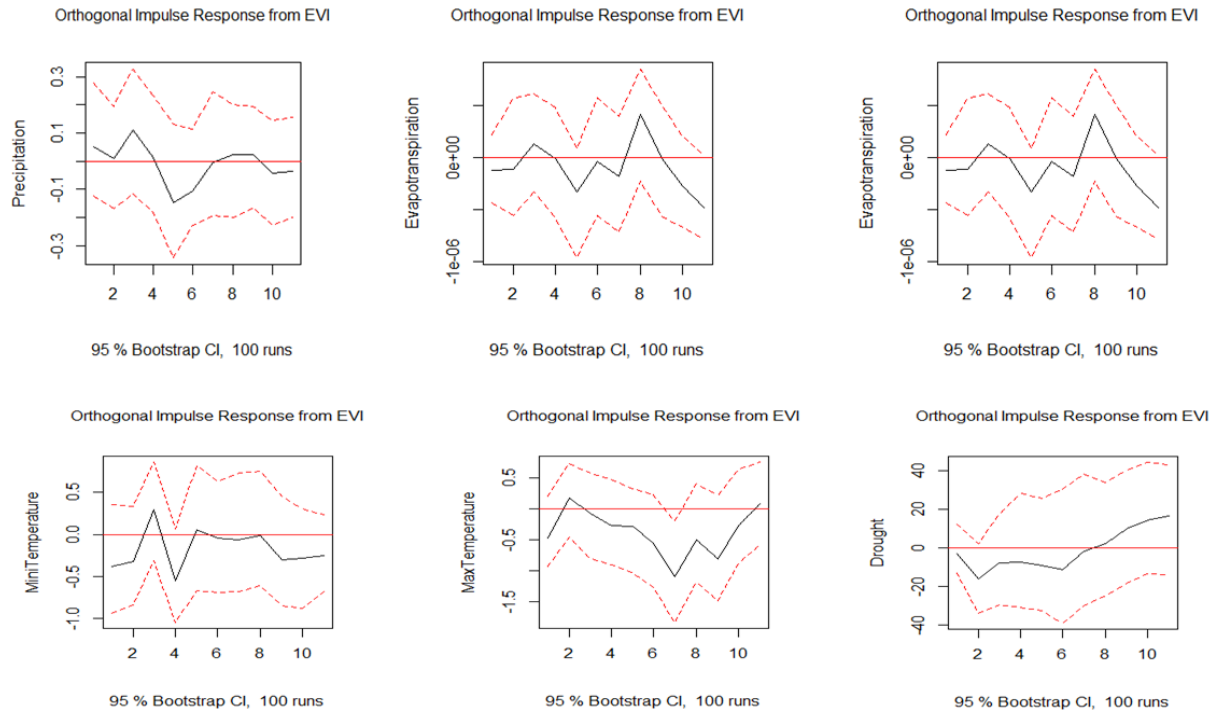 Orthogonal Impulse Response from EVI
Orthogonal Impulse Response from EVI
Orthogonal Impulse Response from EVI
Precipitation
0.3
0.1
-0.1
-0.3
2 4 6 8 10
95 % Bootstrap CI, 100 runs
Evapotranspiration
0e+00
-1e-06
2 4 6 8 10
95 % Bootstrap CI, 100 runs
Evapotranspiration
0e+00
-1e-06
2 4 6 8 10
95 % Bootstrap CI, 100 runs
Orthogonal Impulse Response from EVI
Orthogonal Impulse Response from EVI
Orthogonal Impulse Response from EVI
MiniTemperature
0.5
0.0
-0.5
-1.0
2 4 6 8 10
95 % Bootstrap CI, 100 runs
MaxTemperature
0.5
-0.5
-1.5
2 4 6 8 10
95 % Bootstrap CI, 100 runs
Drought
40
20
0
20
40
2 4 6 8 10
95 % Bootstrap CI, 100 runs